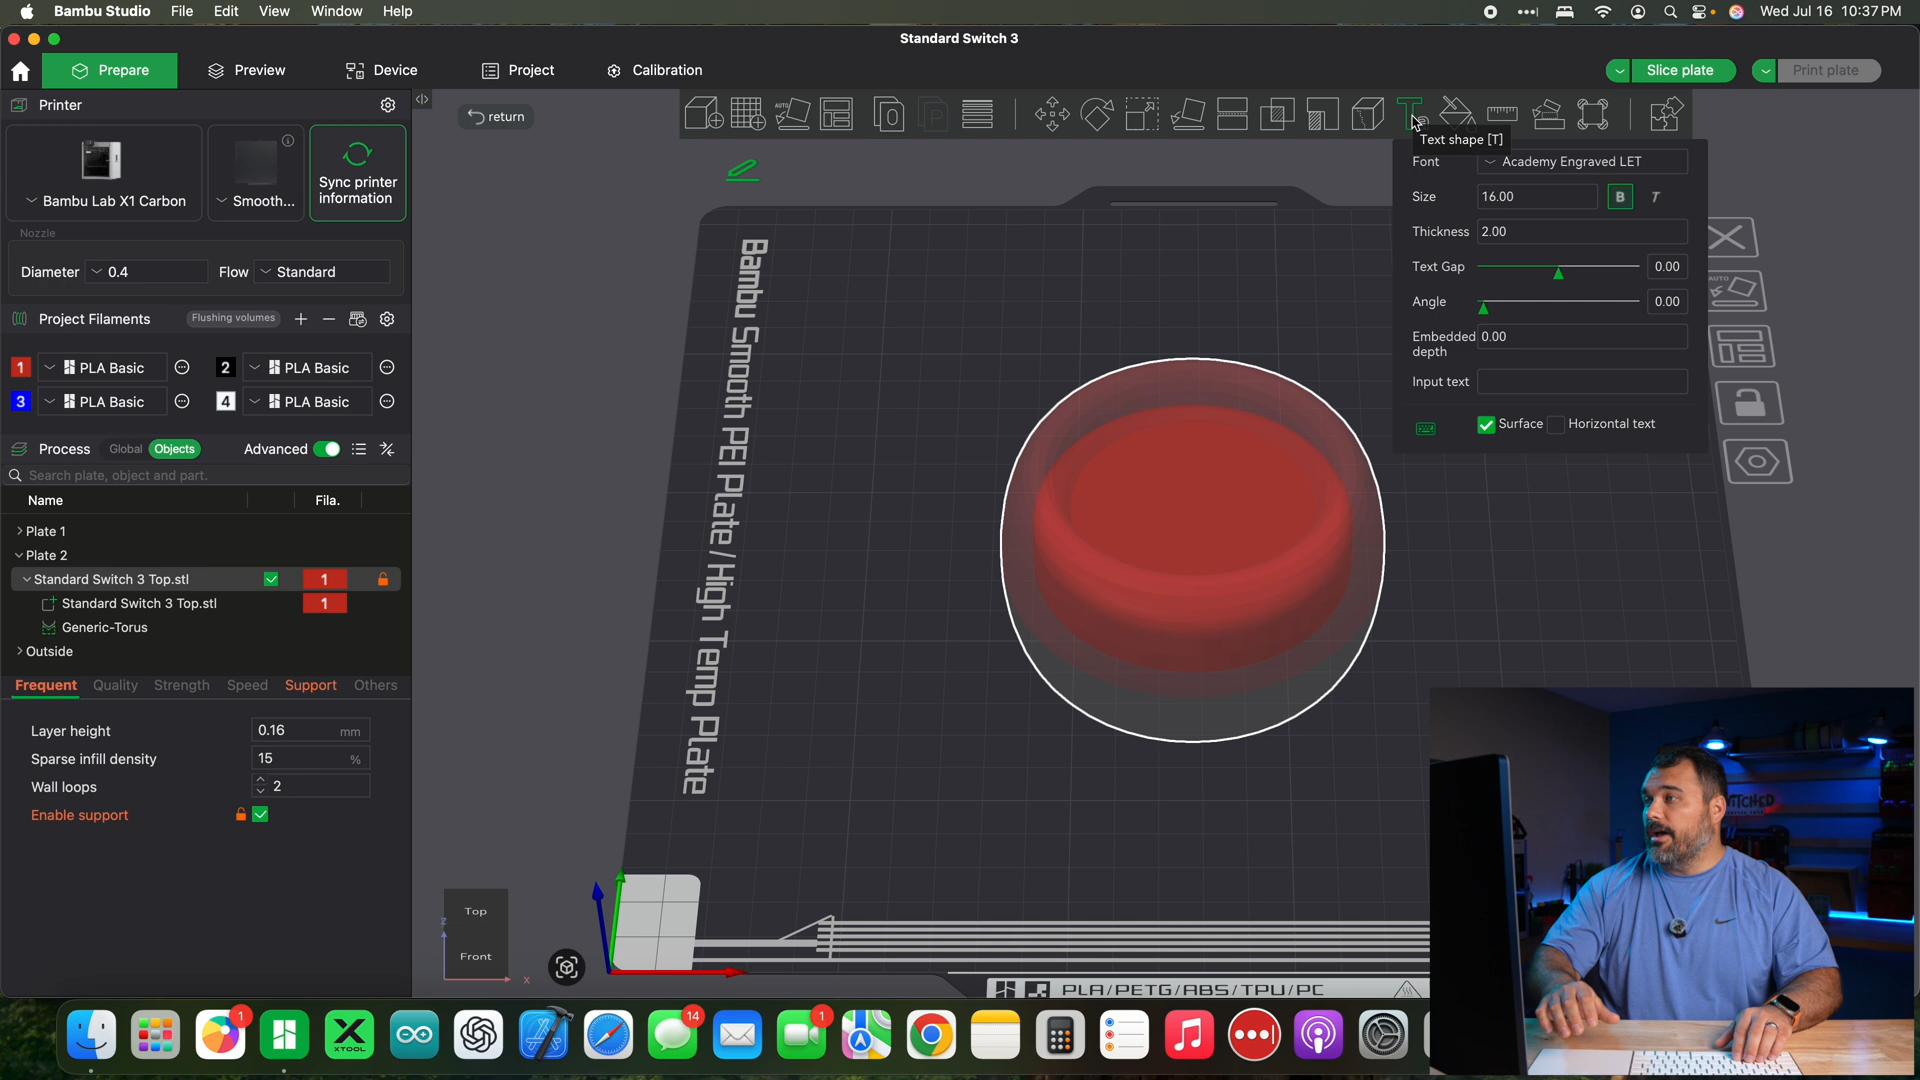 Bambu Studio File Edit View Window Help
Wed Jul 16 10:37 PM
Standard Switch 3
Prepare Preview Device Project Calibration
Slice plate Print plate
Printer
return
Text shape [T]
Bambu Lab X1 Carbon
Smooth...
Sync printer
information
Nozzle
Diameter 0.4 Flow Standard
Project Filaments Flushing volumes
1 PLA Basic 2 PLA Basic
3 PLA Basic 4 PLA Basic
Process Global Objects Advanced
Search plate, object and part.
Name Fila.
Plate 1
Plate 2
Standard Switch 3 Top.stl 1
Standard Switch 3 Top.stl 1
Generic-Torus
Outside
Frequent Quality Strength Speed Support Others
Layer height 0.16 mm
Sparse infill density 15 %
Wall loops 2
Enable support
Font Academy Engraved LET
Size 16.00 B T
Thickness 2.00
Text Gap 0.00
Angle 0.00
Embedded 0.00
depth
Input text
Surface Horizontal text
AUTO
AUTO
Bambu Smooth PEI Plate/High Temp Plate
Top
Front
Z
X
PLA/PETG/ABS/TPU/PC
1
XTOOL
14
1